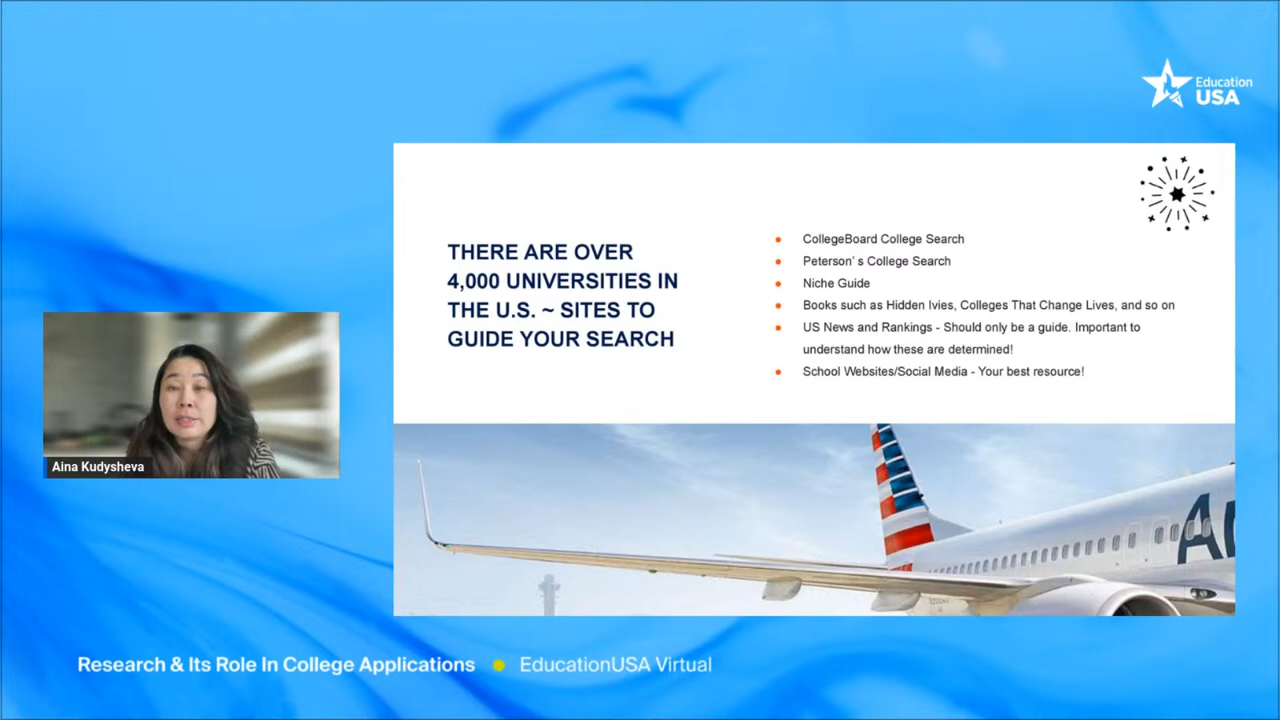 Education
USA
THERE ARE OVER
4,000 UNIVERSITIES IN
THE U.S. ~ SITES TO
GUIDE YOUR SEARCH
CollegeBoard College Search
Peterson’ s College Search
Niche Guide
Books such as Hidden Ivies, Colleges That Change Lives, and so on
US News and Rankings - Should only be a guide. Important to
understand how these are determined!
School Websites/Social Media - Your best resource!
Aina Kudysheva
Research & Its Role In College Applications
EducationUSA Virtual